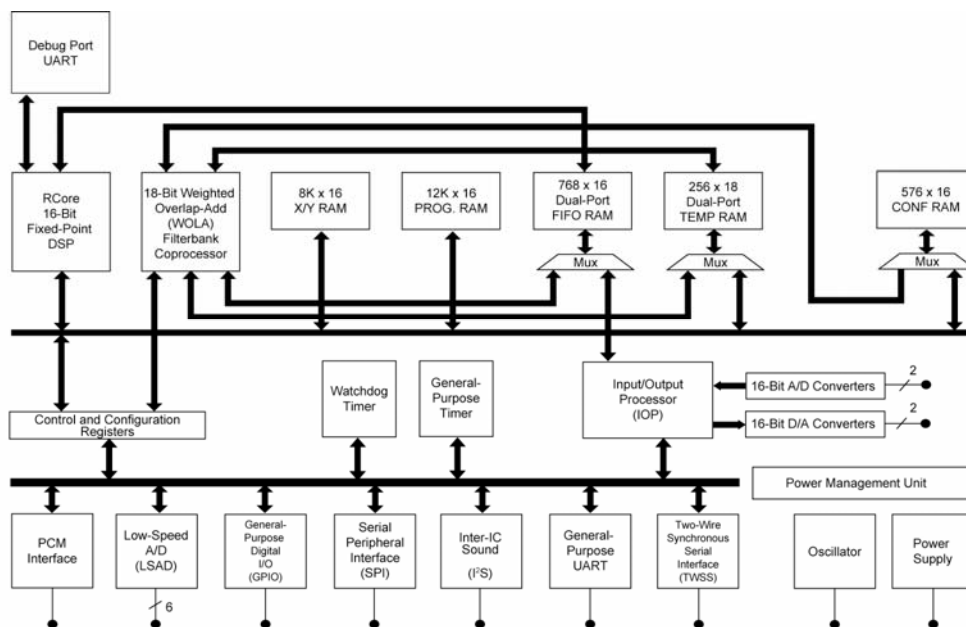 Debug Port
UART
RCore
16-Bit
Fixed-Point
DSP
18-Bit Weighted
Overlap-Add
(WOLA)
Filterbank
Coprocessor
8K x 16
X/Y RAM
12K x 16
PROG. RAM
768 x 16
Dual-Port
FIFO RAM
256 x 18
Dual-Port
TEMP RAM
576 x 16
CONF RAM
Mux
Mux
Mux
Watchdog
Timer
General-
Purpose
Timer
Input/Output
Processor
(IOP)
16-Bit A/D Converters
2
16-Bit D/A Converters
2
Control and Configuration
Registers
Power Management Unit
PCM
Interface
Low-Speed
A/D
(LSAD)
6
General-
Purpose
Digital
I/O
(GPIO)
Serial
Peripheral
Interface
(SPI)
Inter-IC
Sound
(I²S)
General-
Purpose
UART
Two-Wire
Synchronous
Serial
Interface
(TWSS)
Oscillator
Power
Supply